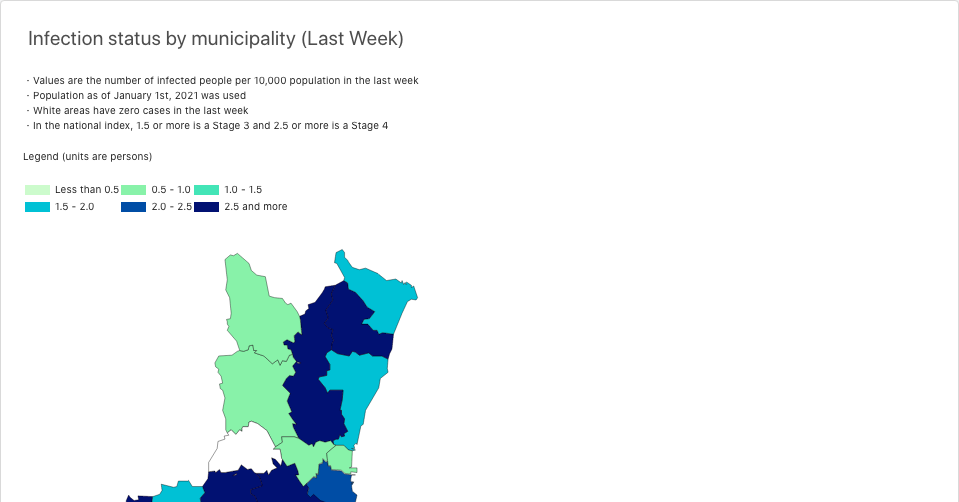 Infection status by municipality (Last Week)
· Values are the number of infected people per 10,000 population in the last week
· Population as of January 1st, 2021 was used
· White areas have zero cases in the last week
· In the national index, 1.5 or more is a Stage 3 and 2.5 or more is a Stage 4
Legend (units are persons)
Less than 0.5 0.5 - 1.0 1.0 - 1.5
1.5 - 2.0 2.0 - 2.5 2.5 and more